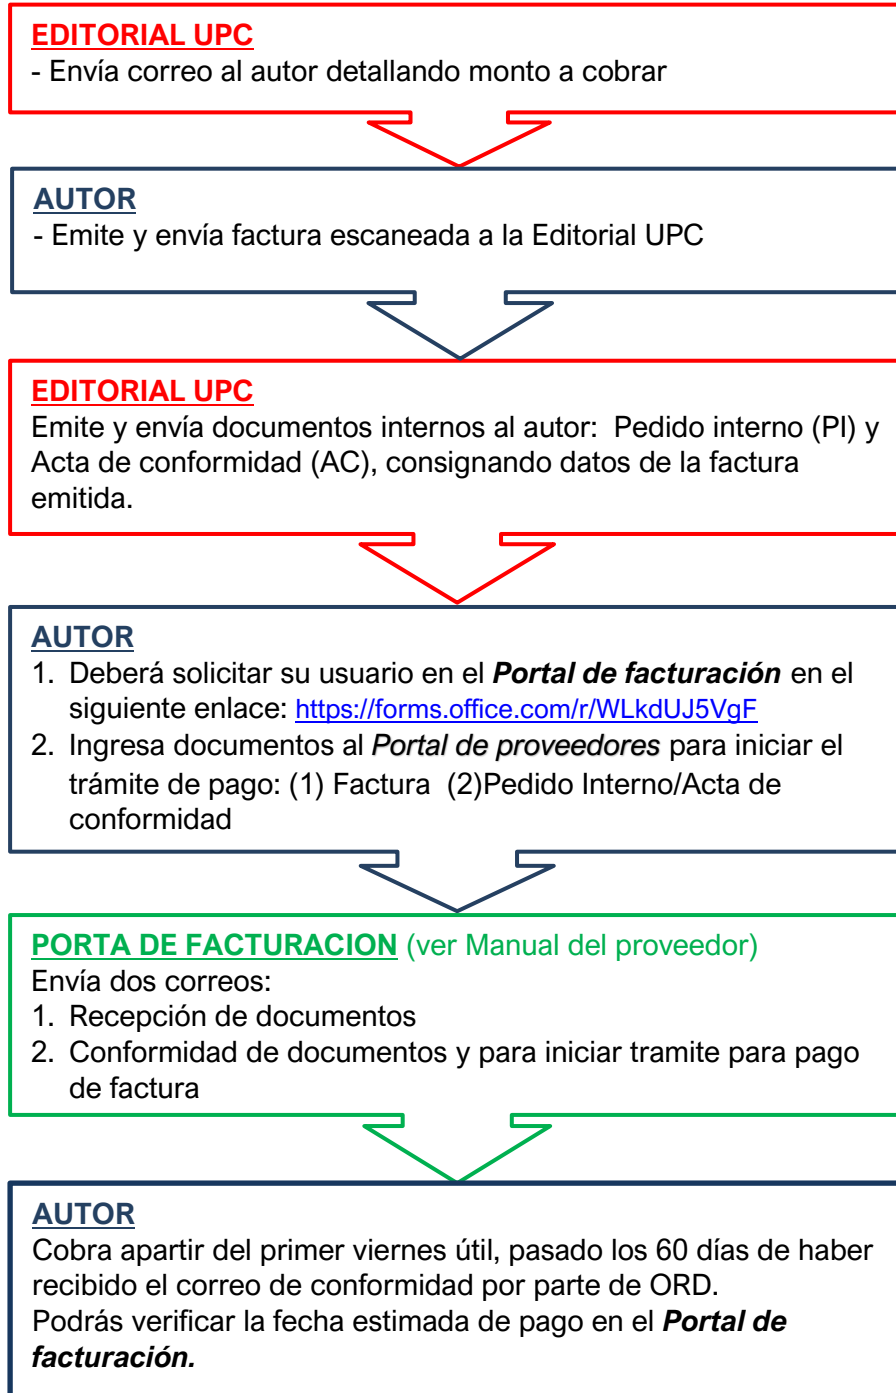 EDITORIAL UPC
- Envía correo al autor detallando monto a cobrar
AUTOR
- Emite y envía factura escaneada a la Editorial UPC
EDITORIAL UPC
Emite y envía documentos internos al autor: Pedido interno (PI) y
Acta de conformidad (AC), consignando datos de la factura
emitida.
AUTOR
1. Deberá solicitar su usuario en el Portal de facturación en el
siguiente enlace: https://forms.office.com/r/WLkdUJ5VgF
2. Ingresa documentos al Portal de proveedores para iniciar el
trámite de pago: (1) Factura (2)Pedido Interno/Acta de
conformidad
PORTA DE FACTURACION (ver Manual del proveedor)
Envía dos correos:
1. Recepción de documentos
2. Conformidad de documentos y para iniciar tramite para pago
de factura
AUTOR
Cobra apartir del primer viernes útil, pasado los 60 días de haber
recibido el correo de conformidad por parte de ORD.
Podrás verificar la fecha estimada de pago en el Portal de
facturación.